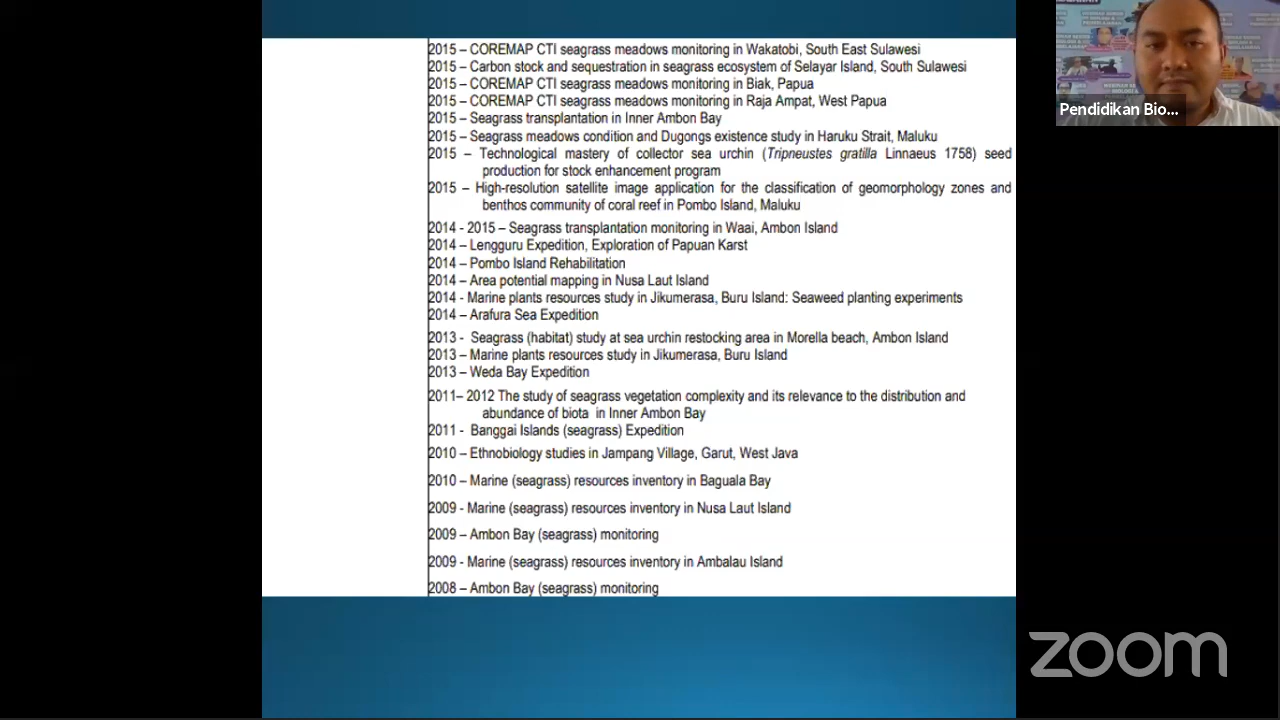 2015 – COREMAP CTI seagrass meadows monitoring in Wakatobi, South East Sulawesi
2015 – Carbon stock and sequestration in seagrass ecosystem of Selayar Island, South Sulawesi
2015 – COREMAP CTI seagrass meadows monitoring in Biak, Papua
2015 – COREMAP CTI seagrass meadows monitoring in Raja Ampat, West Papua
2015 – Seagrass transplantation in Inner Ambon Bay
2015 – Seagrass meadows condition and Dugongs existence study in Haruku Strait, Maluku
2015 – Technological mastery of collector sea urchin (Tripneustes gratilla Linnaeus 1758) seed
production for stock enhancement program
2015 – High-resolution satellite image application for the classification of geomorphology zones and
benthos community of coral reef in Pombo Island, Maluku
2014 - 2015 – Seagrass transplantation monitoring in Waai, Ambon Island
2014 – Lengguru Expedition, Exploration of Papuan Karst
2014 – Pombo Island Rehabilitation
2014 – Area potential mapping in Nusa Laut Island
2014 - Marine plants resources study in Jikumerasa, Buru Island: Seaweed planting experiments
2014 – Arafura Sea Expedition
2013 - Seagrass (habitat) study at sea urchin restocking area in Morella beach, Ambon Island
2013 – Marine plants resources study in Jikumerasa, Buru Island
2013 – Weda Bay Expedition
2011– 2012 The study of seagrass vegetation complexity and its relevance to the distribution and
abundance of biota in Inner Ambon Bay
2011 - Banggai Islands (seagrass) Expedition
2010 – Ethnobiology studies in Jampang Village, Garut, West Java
2010 – Marine (seagrass) resources inventory in Baguala Bay
2009 - Marine (seagrass) resources inventory in Nusa Laut Island
2009 – Ambon Bay (seagrass) monitoring
2009 - Marine (seagrass) resources inventory in Ambalau Island
2008 – Ambon Bay (seagrass) monitoring
Pendidikan Bio...
zoom